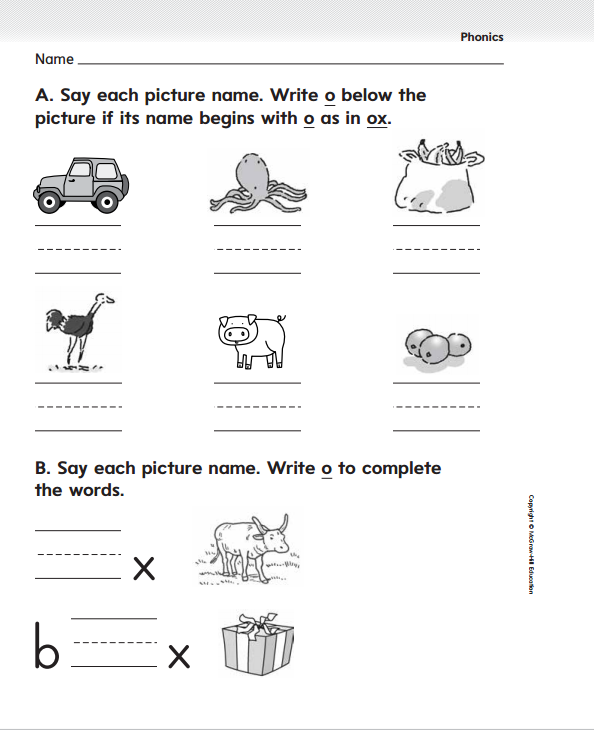 Phonics
Name
A. Say each picture name. Write o below the
picture if its name begins with o as in ox.
B. Say each picture name. Write o to complete
the words.
x
b x
Copyright © McGraw-Hill Education